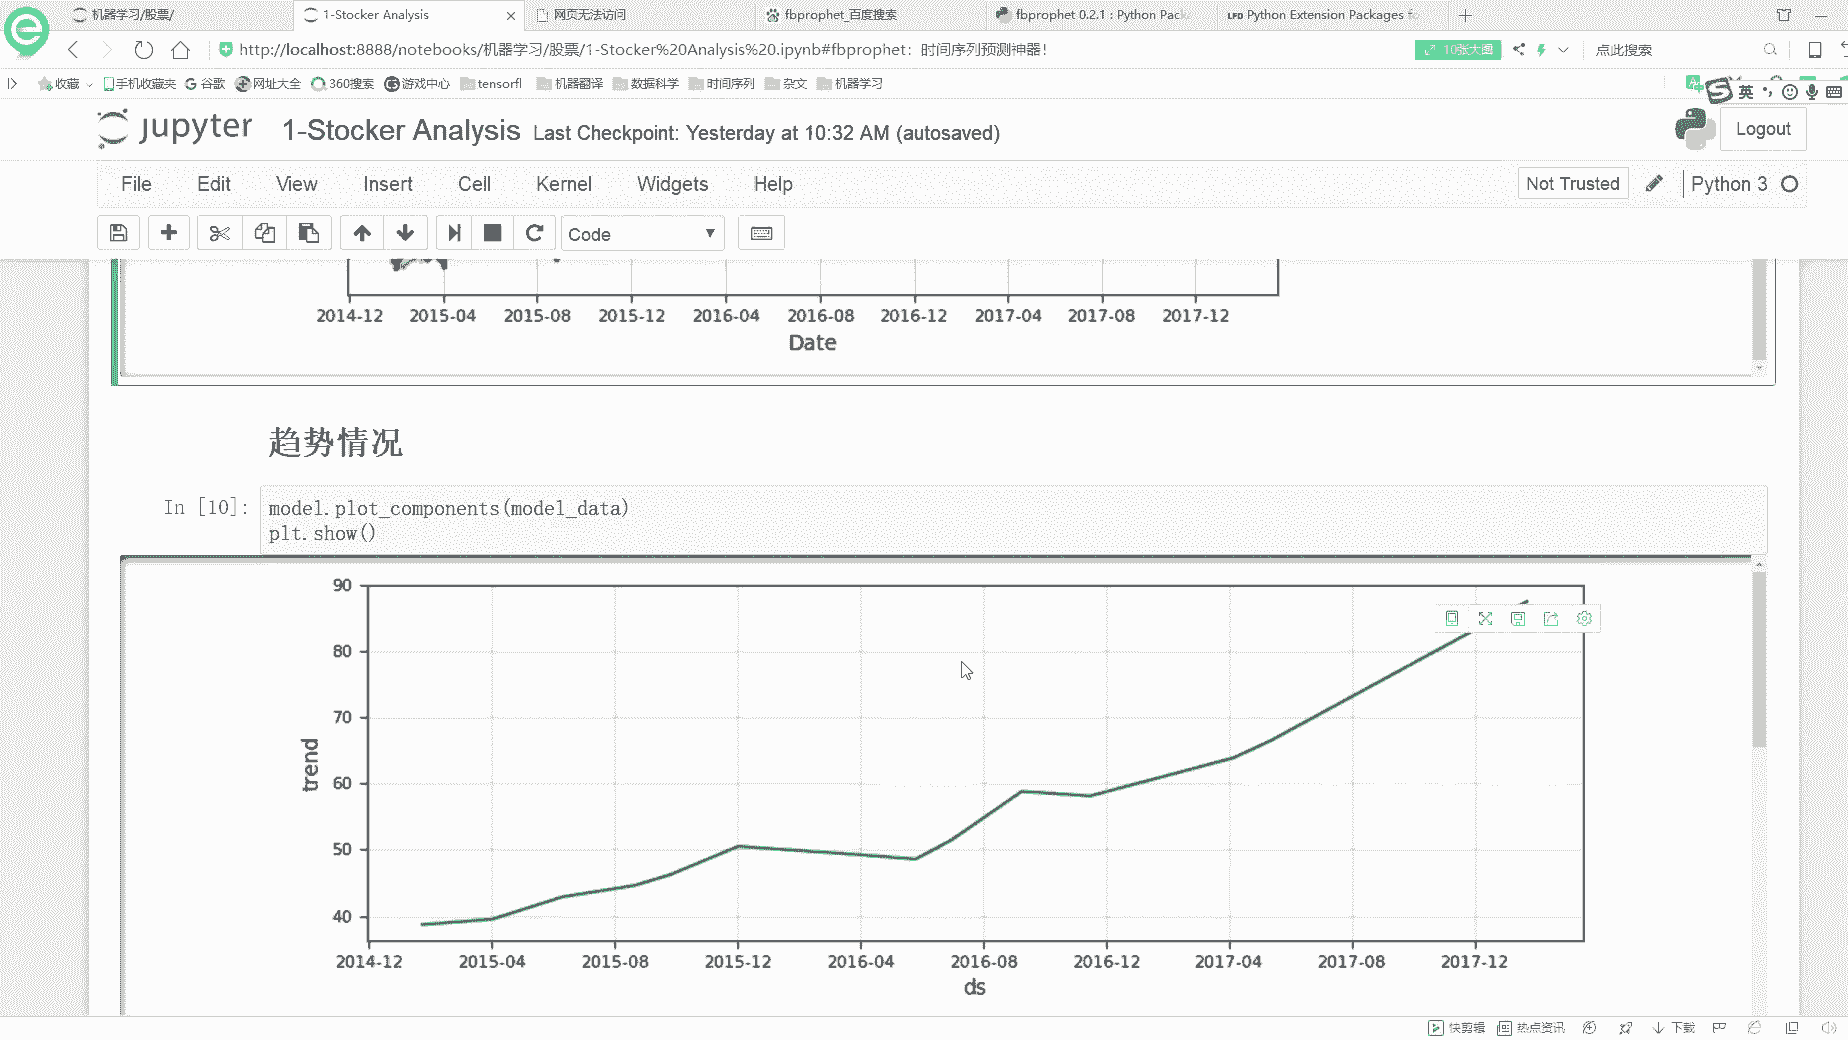 机器学习/股票/
1-Stocker Analysis
网页无法访问
fbprophet_百度搜索
fbprophet 0.2.1 : Python Pack
LFD Python Extension Packages fo
http://localhost:8888/notebooks/机器学习/股票/1-Stocker%20Analysis%20.ipynb#fbprophet：时间序列预测神器！
10张大图
点此搜索
收藏
手机收藏夹
谷歌
网址大全
360搜索
游戏中心
tensorfl
机器翻译
数据科学
时间序列
杂文
机器学习
英
jupyter
1-Stocker Analysis
Last Checkpoint: Yesterday at 10:32 AM (autosaved)
Logout
File
Edit
View
Insert
Cell
Kernel
Widgets
Help
Not Trusted
Python 3
Code
2014-12 2015-04 2015-08 2015-12 2016-04 2016-08 2016-12 2017-04 2017-08 2017-12
Date
趋势情况
In [10]:
model.plot_components(model_data)
plt.show()
90
80
70
60
50
40
trend
2014-12 2015-04 2015-08 2015-12 2016-04 2016-08 2016-12 2017-04 2017-08 2017-12
ds
快剪辑
热点资讯
下载